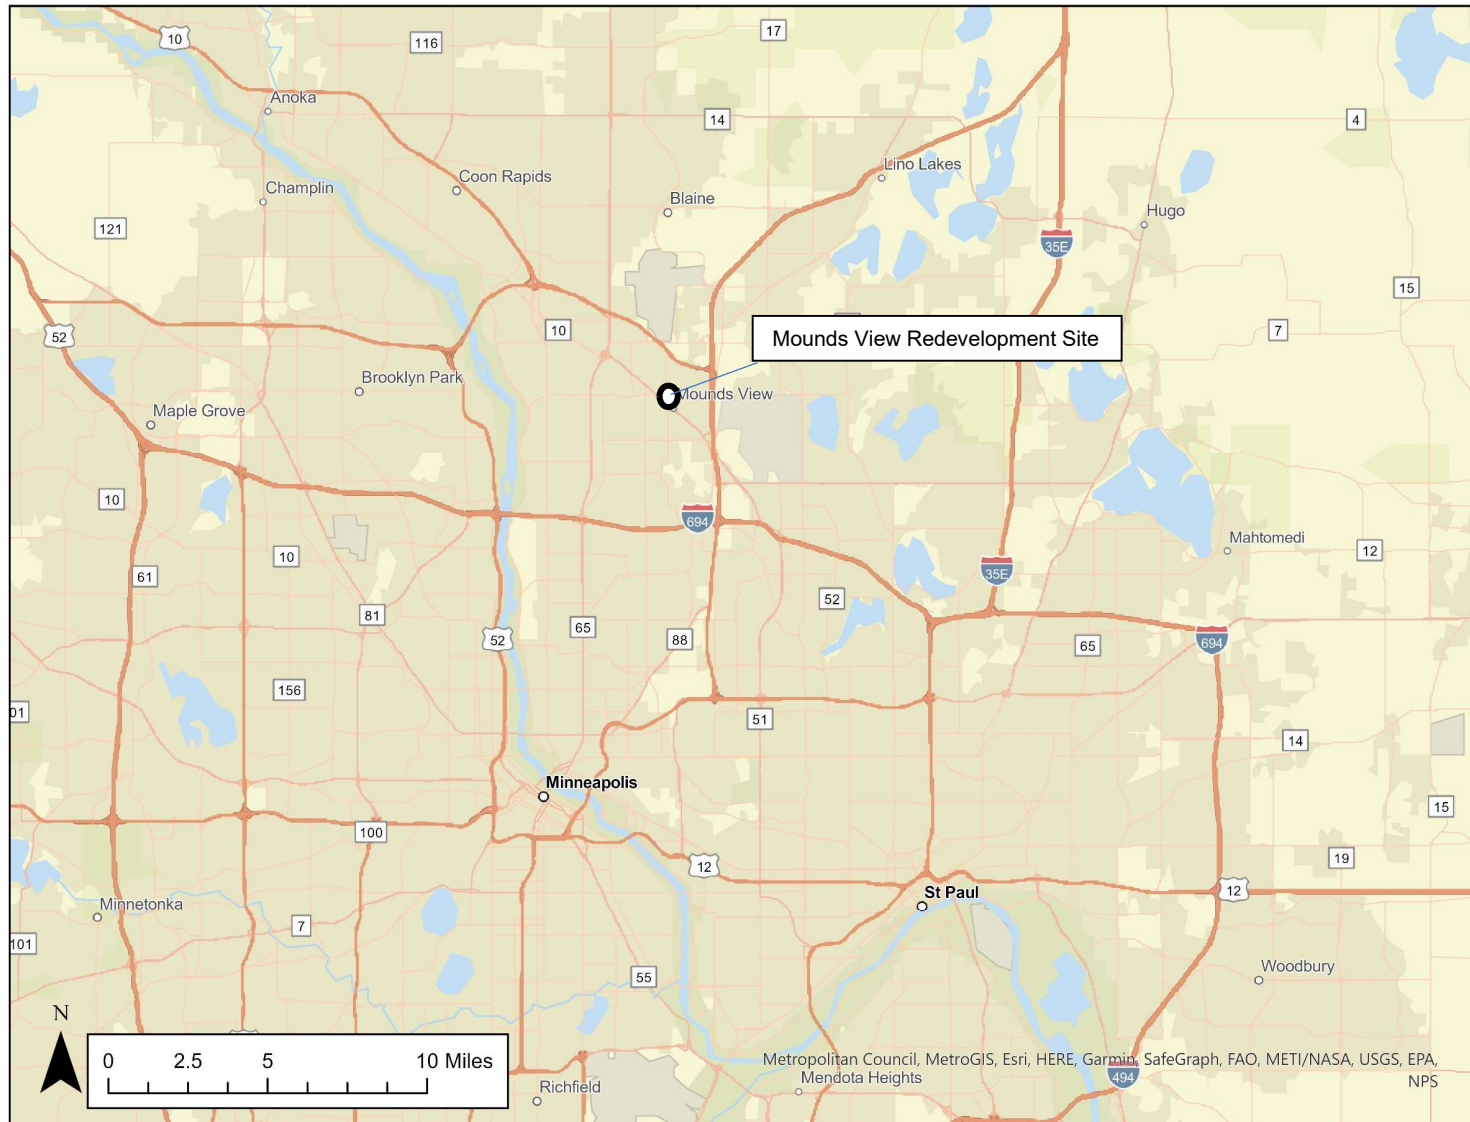 10
116
17
Anoka
14
4
Lino Lakes
Coon Rapids
Champlin
Blaine
Hugo
121
35E
15
52
10
7
Mounds View Redevelopment Site
Brooklyn Park
Mounds View
Maple Grove
10
694
Mahtomedi
12
10
61
35E
81
52
52
65
88
65
694
156
01
51
14
Minneapolis
15
100
12
19
St Paul
12
Minnetonka
7
101
55
Woodbury
N
0 2.5 5 10 Miles
Metropolitan Council, MetroGIS, Esri, HERE, Garmin, SafeGraph, FAO, METI/NASA, USGS, EPA,
NPS
494
Mendota Heights
Richfield